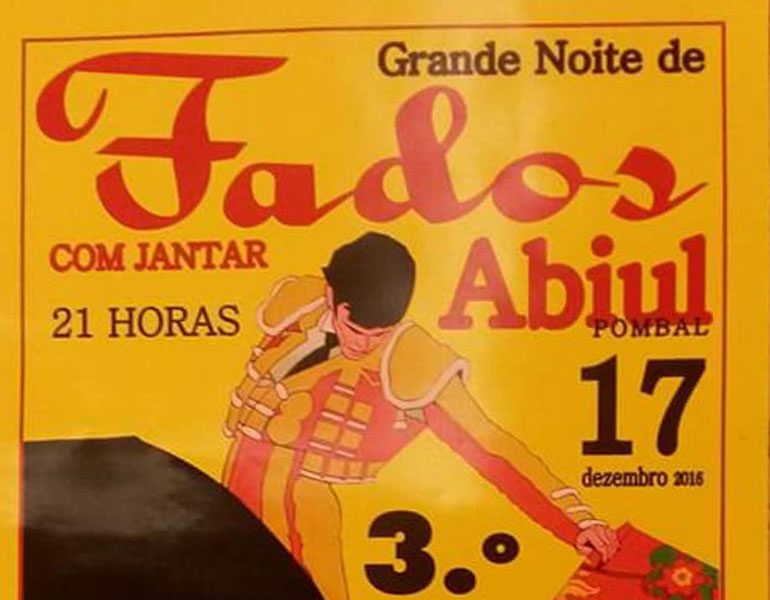 Grande Noite de
Fados
COM JANTAR
Abiul
21 HORAS
POMBAL
17
dezembro 2016
3.º